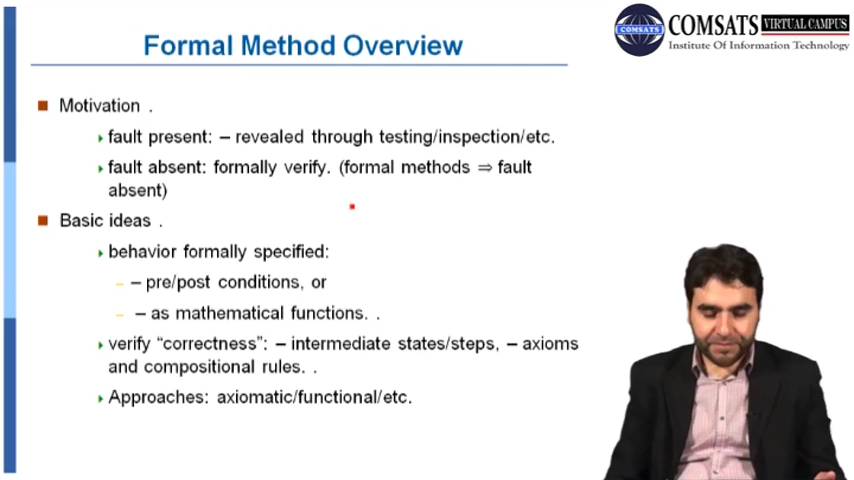 Formal Method Overview
COMSATS
COMSATS VIRTUAL CAMPUS
Institute Of Information Technology
Motivation .
fault present: – revealed through testing/inspection/etc.
fault absent: formally verify. (formal methods ⇒ fault
absent)
Basic ideas .
behavior formally specified:
– – pre/post conditions, or
– – as mathematical functions. .
verify “correctness”: – intermediate states/steps, – axioms
and compositional rules. .
Approaches: axiomatic/functional/etc.